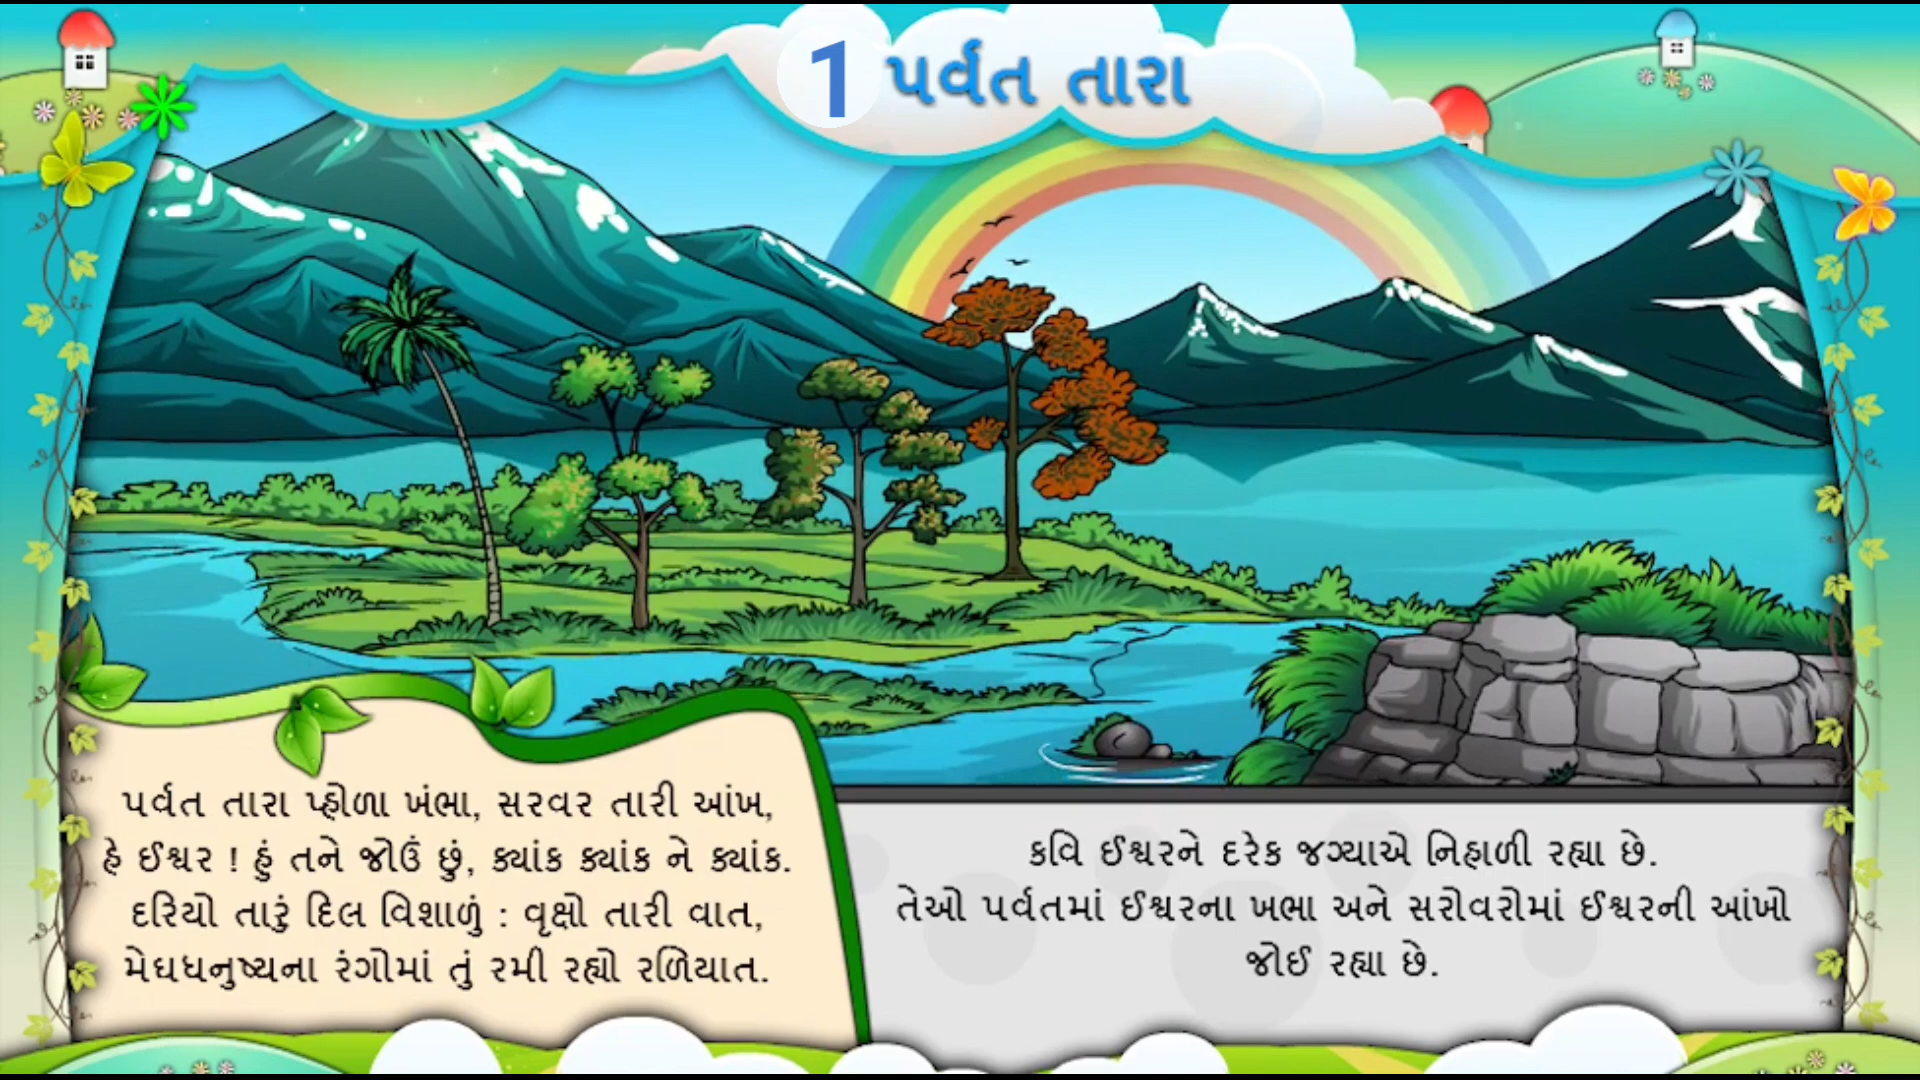 1 પર્વત તારા
પર્વત તારા પ્હોળા ખંભા, સરવર તારી આંખ,
હે ઈશ્વર ! હું તને જોઉં છું, ક્યાંક ક્યાંક ને ક્યાંક.
દરિયો તારું દિલ વિશાળું : વૃક્ષો તારી વાત,
મેઘધનુષ્યના રંગોમાં તું રમી રહ્યો રળિયાત.
કવિ ઈશ્વરને દરેક જગ્યાએ નિહાળી રહ્યા છે.
તેઓ પર્વતમાં ઈશ્વરના ખભા અને સરોવરોમાં ઈશ્વરની આંખો
જોઈ રહ્યા છે.